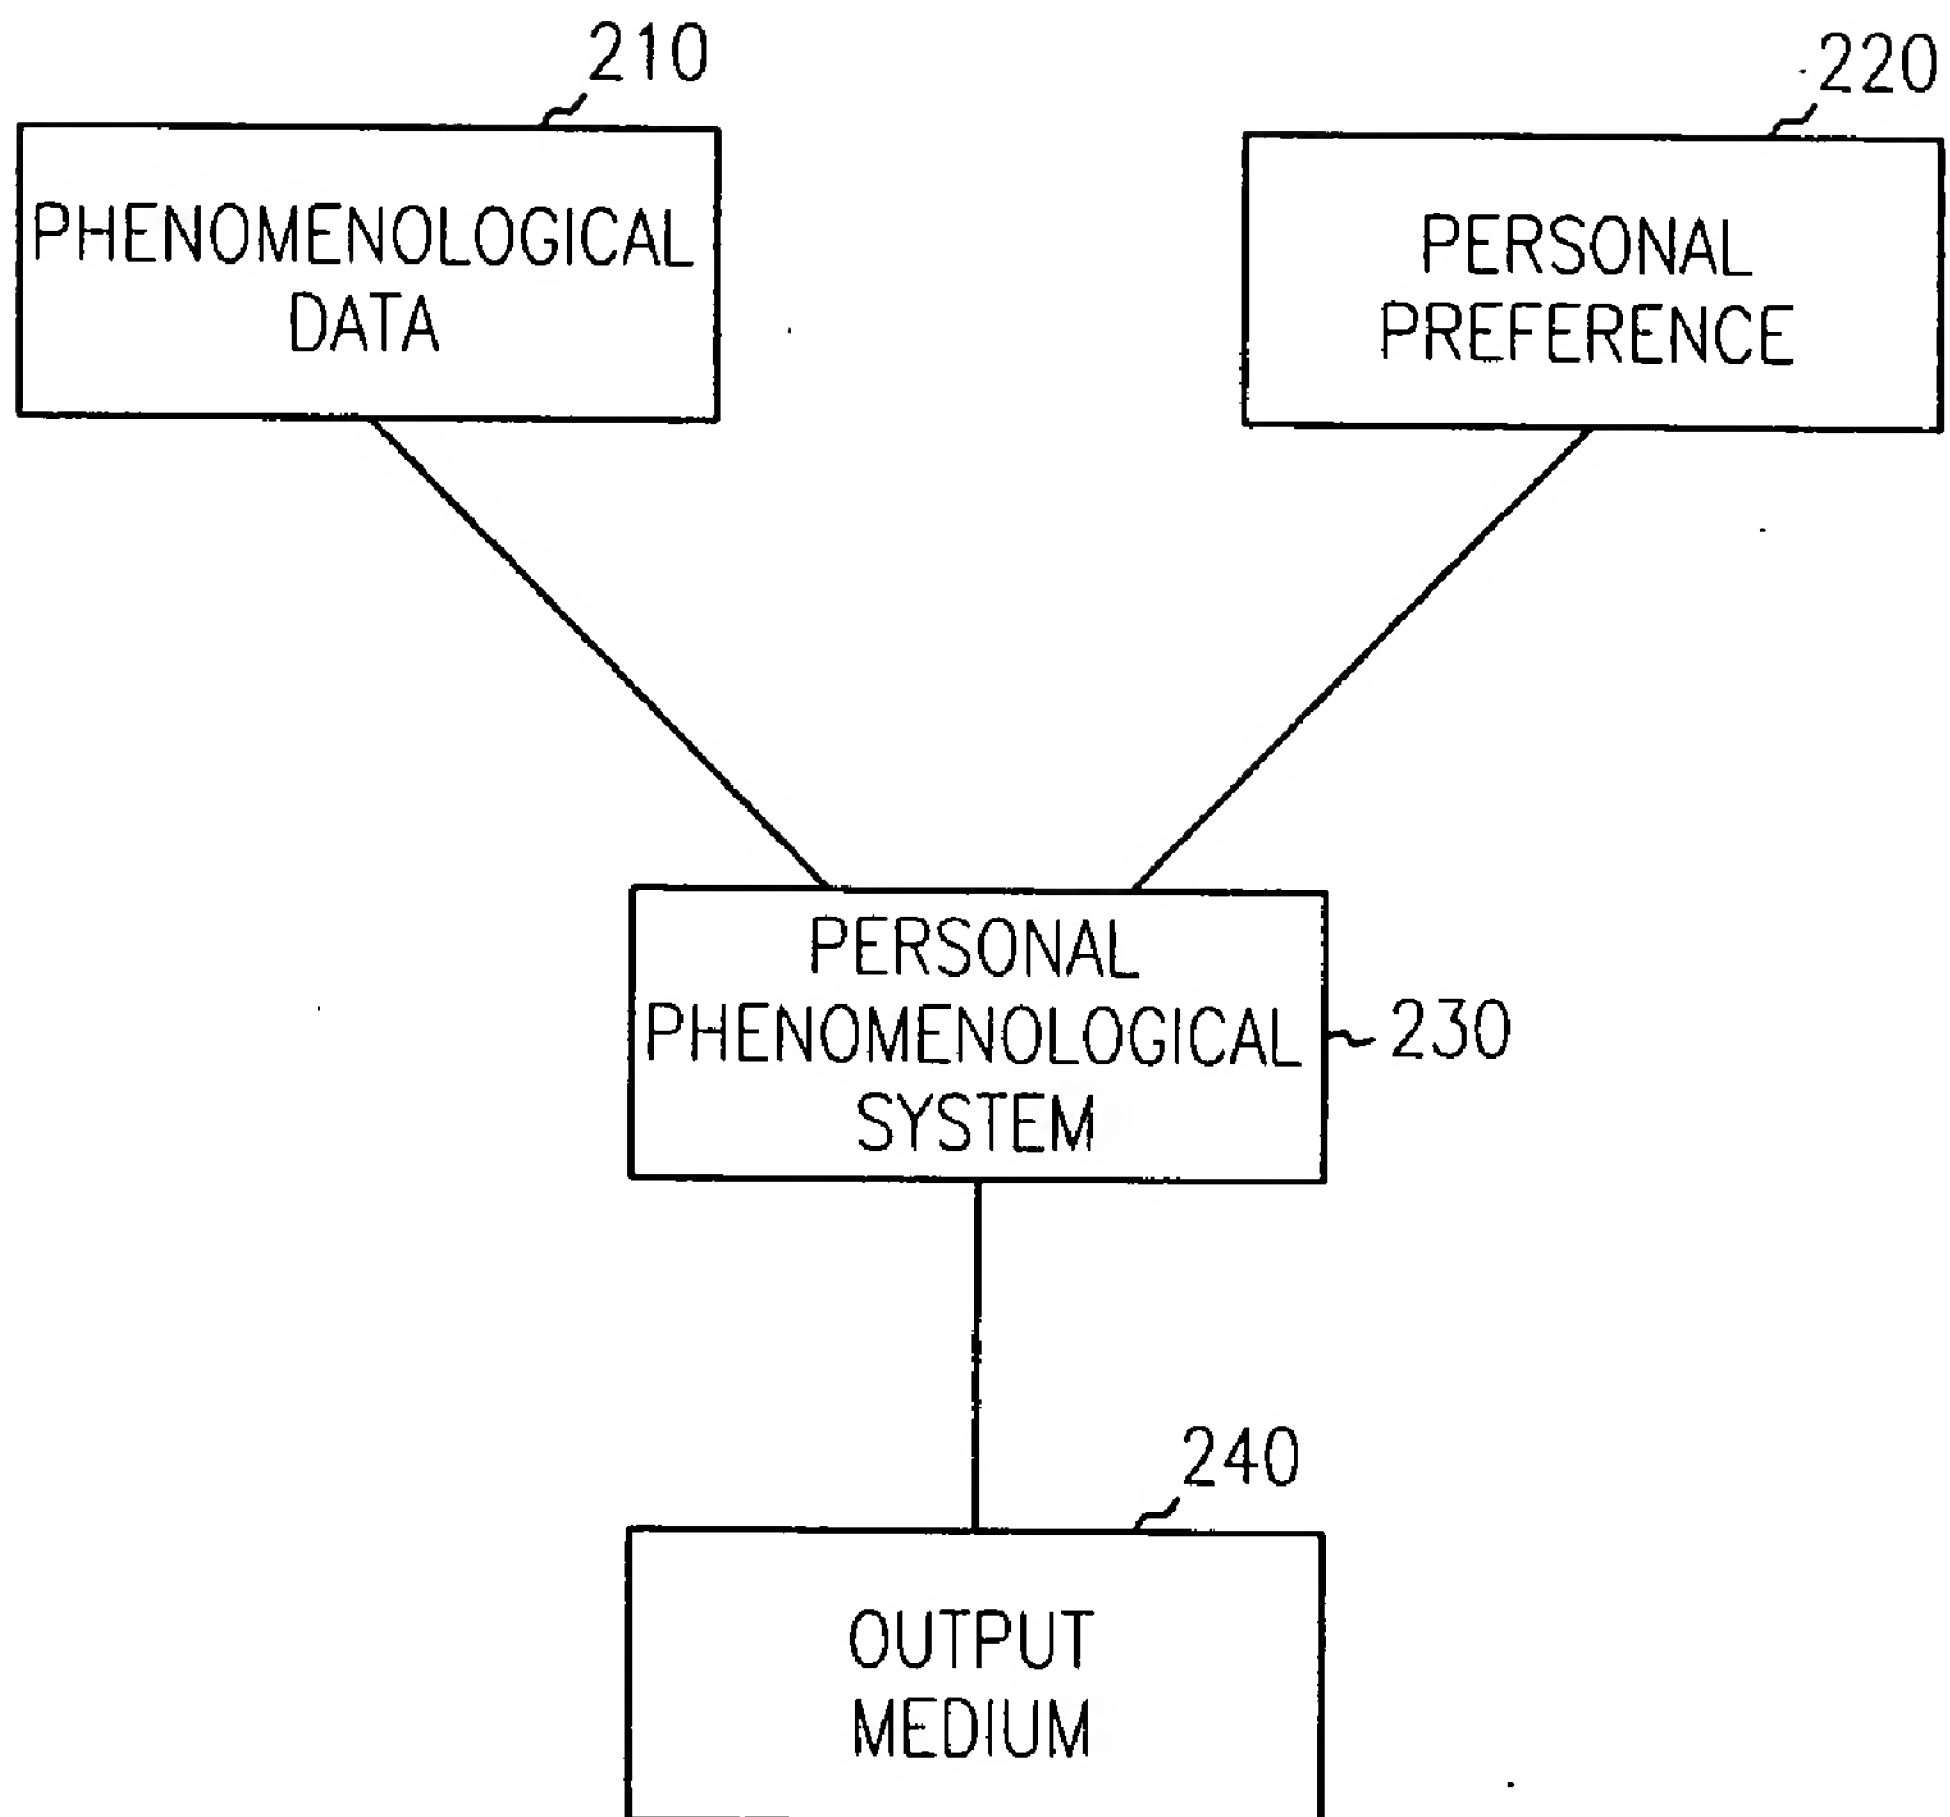 210
220
PHENOMENOLOGICAL
DATA
PERSONAL
PREFERENCE
PERSONAL
PHENOMENOLOGICAL
SYSTEM
230
240
OUTPUT
MEDIUM